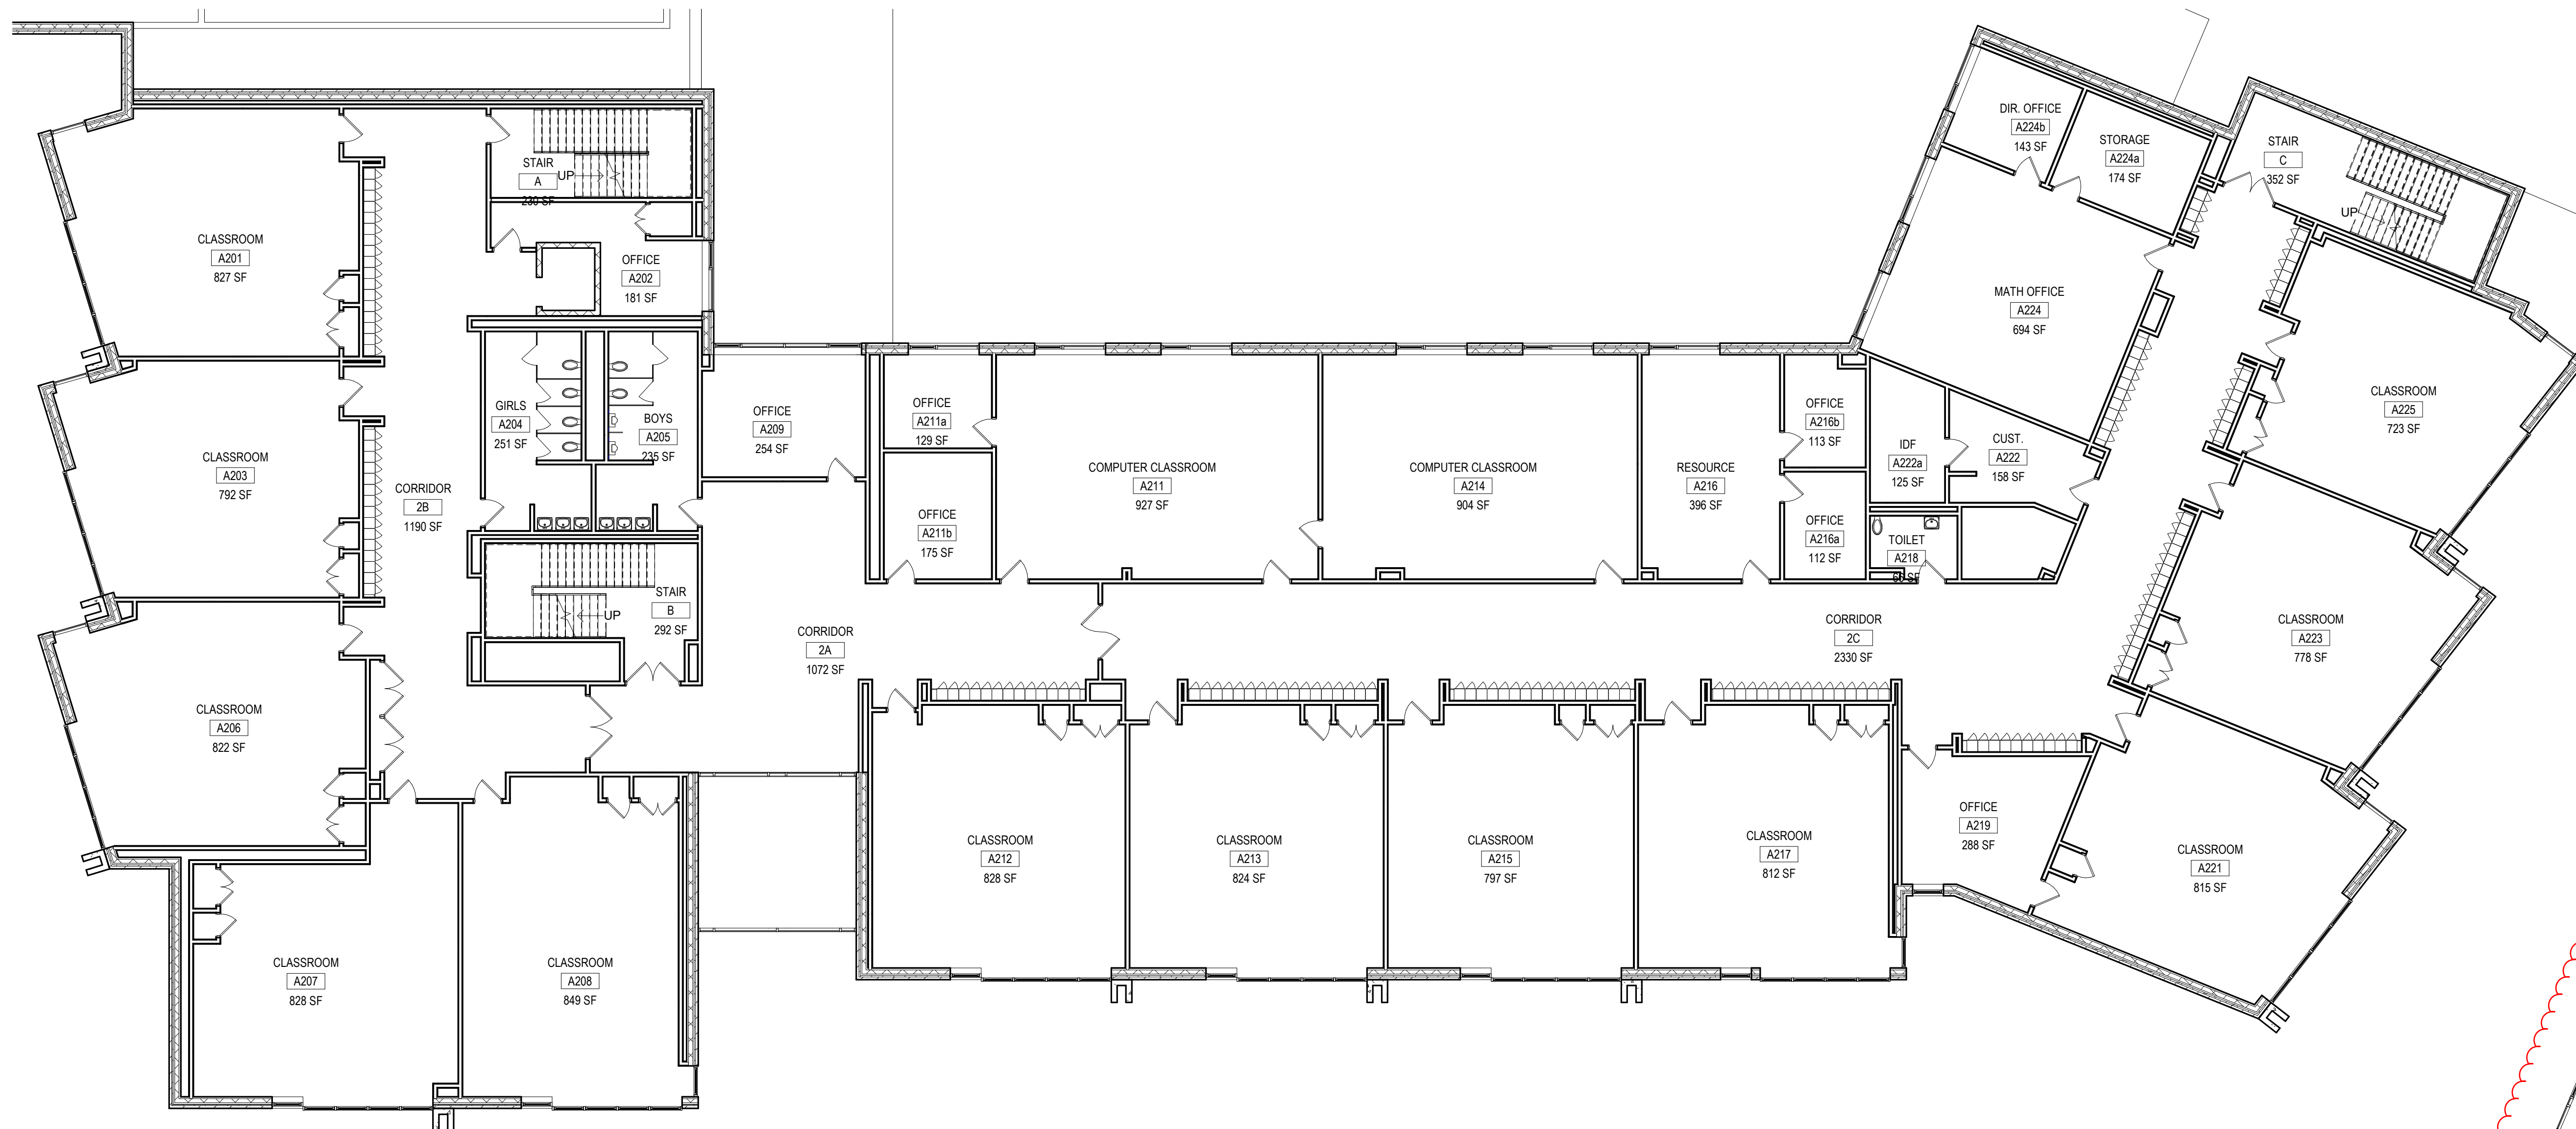 CLASSROOM
A201
827 SF
STAIR
A
UP
230 SF
OFFICE
A202
181 SF
CLASSROOM
A203
792 SF
CORRIDOR
2B
1190 SF
GIRLS
A204
251 SF
BOYS
A205
235 SF
STAIR
B
292 SF
UP
CLASSROOM
A206
822 SF
CLASSROOM
A207
828 SF
CLASSROOM
A208
849 SF
OFFICE
A209
254 SF
CORRIDOR
2A
1072 SF
OFFICE
A211a
129 SF
OFFICE
A211b
175 SF
COMPUTER CLASSROOM
A211
927 SF
COMPUTER CLASSROOM
A214
904 SF
RESOURCE
A216
396 SF
OFFICE
A216b
113 SF
OFFICE
A216a
112 SF
IDF
A222a
125 SF
CUST.
A222
158 SF
TOILET
A218
SF
CORRIDOR
2C
2330 SF
CLASSROOM
A212
828 SF
CLASSROOM
A213
824 SF
CLASSROOM
A215
797 SF
CLASSROOM
A217
812 SF
OFFICE
A219
288 SF
CLASSROOM
A221
815 SF
CLASSROOM
A223
778 SF
CLASSROOM
A225
723 SF
MATH OFFICE
A224
694 SF
DIR. OFFICE
A224b
143 SF
STORAGE
A224a
174 SF
STAIR
C
352 SF
UP